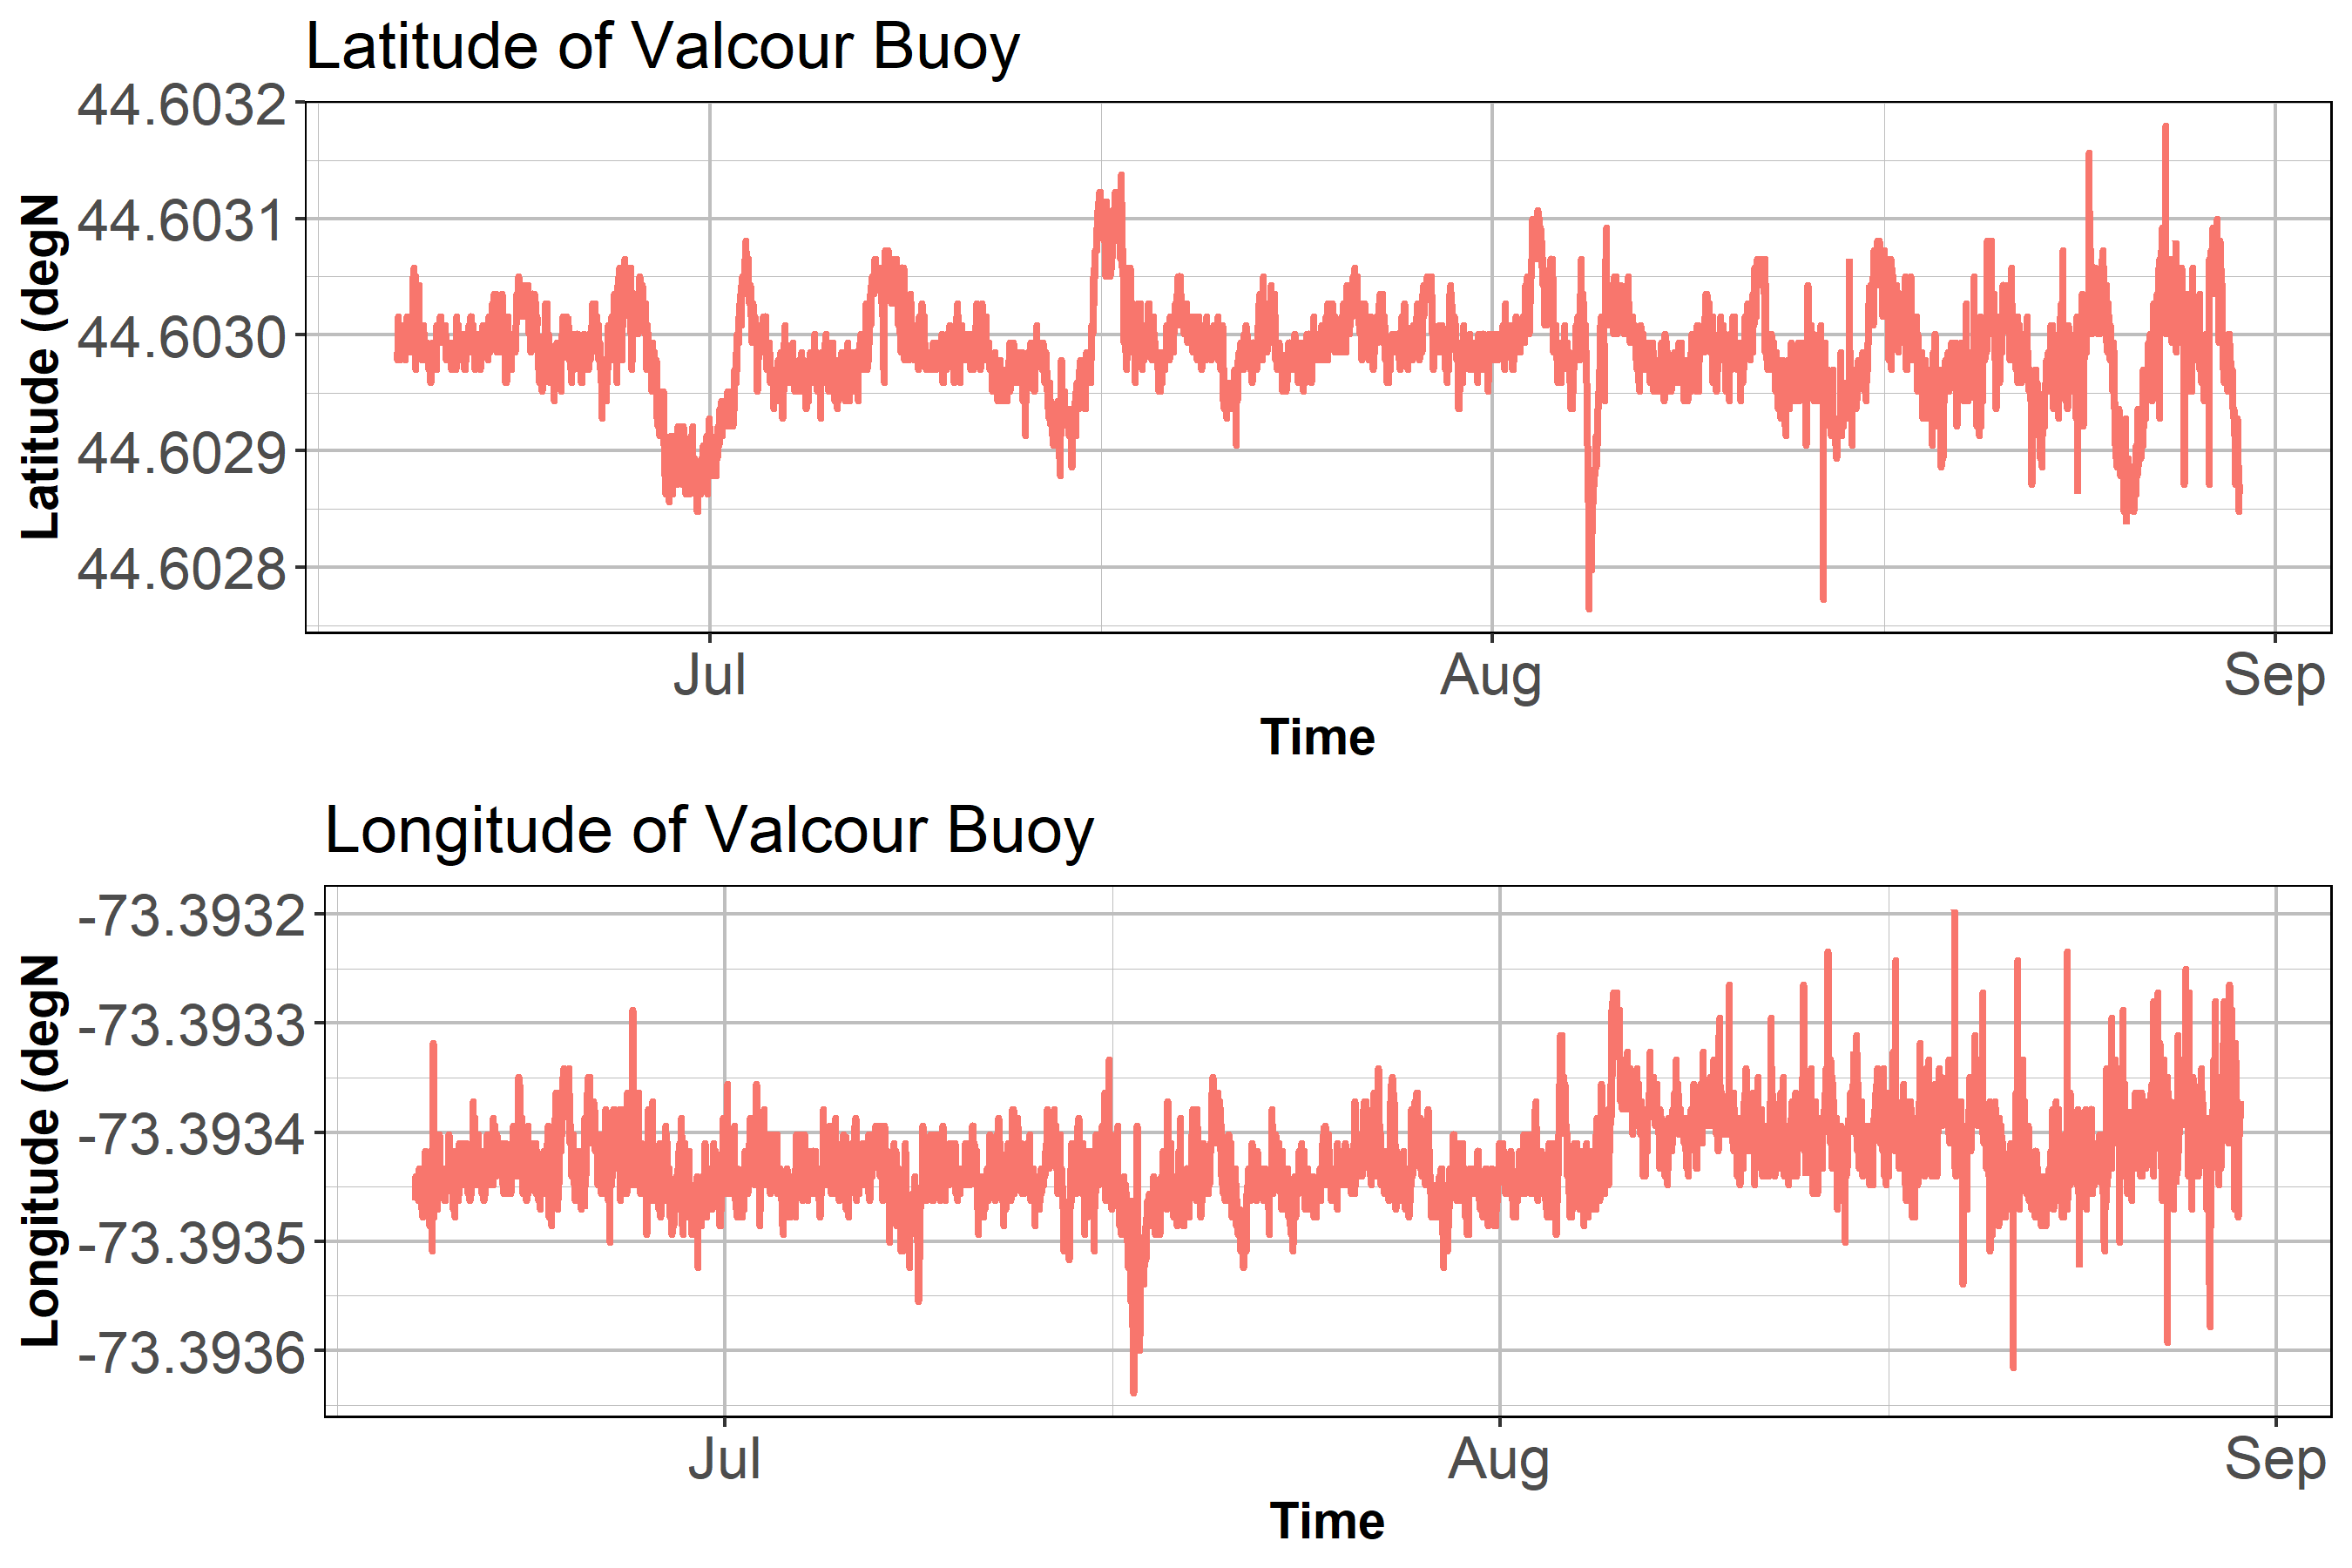 Latitude of Valcour Buoy
44.6032
44.6031
44.6030
44.6029
44.6028
Latitude (degN
Jul Aug Sep
Time
Longitude of Valcour Buoy
-73.3932
-73.3933
-73.3934
-73.3935
-73.3936
Longitude (degN
Jul Aug Sep
Time